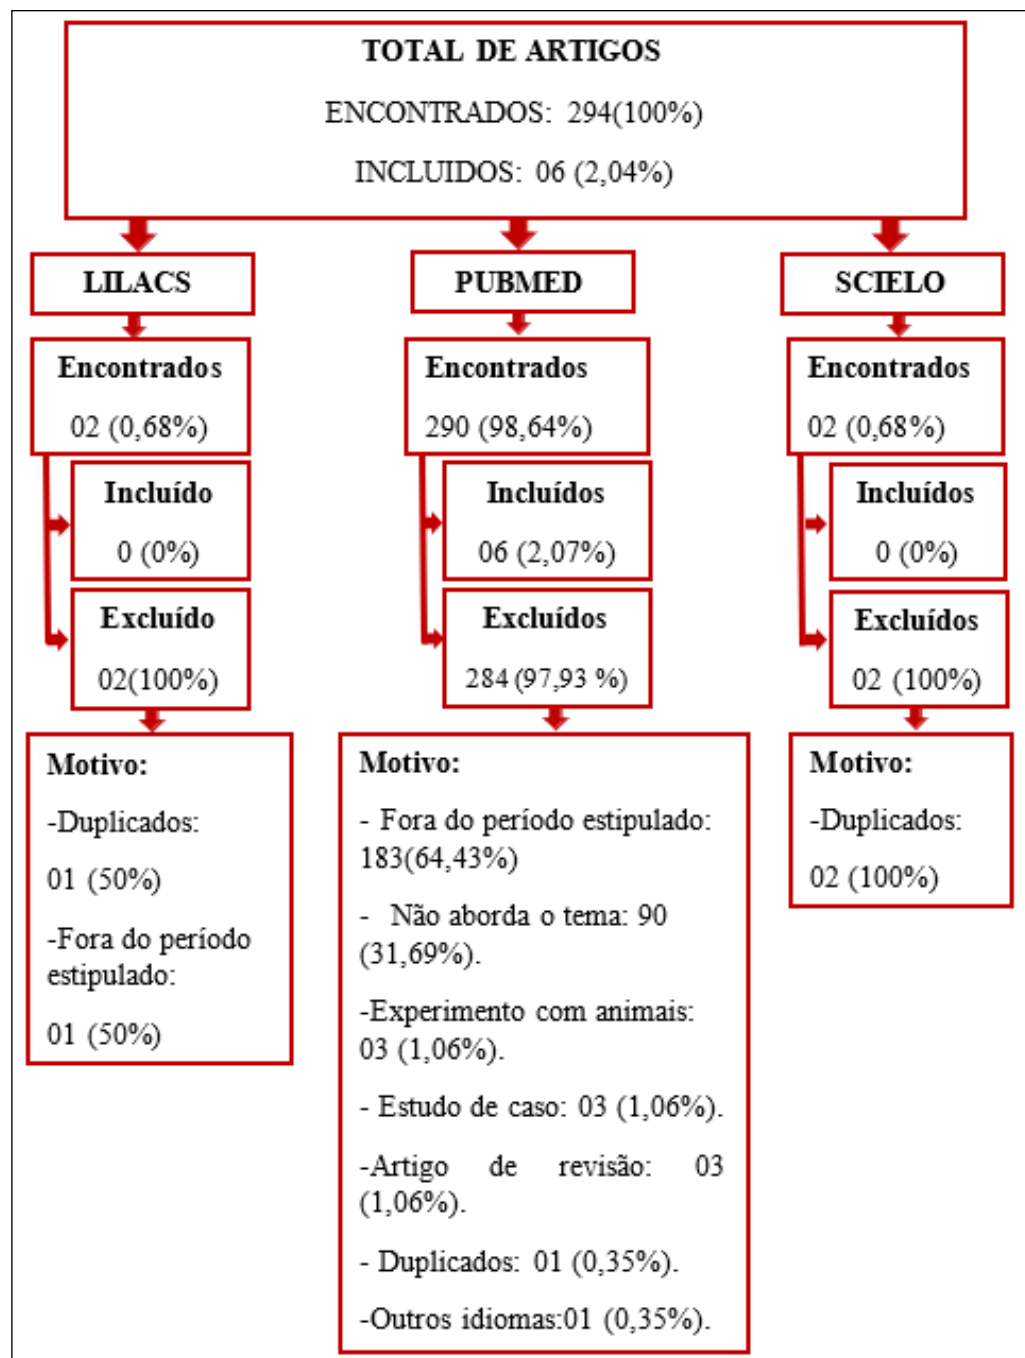 TOTAL DE ARTIGOS
ENCONTRADOS: 294(100%)
INCLUIDOS: 06 (2,04%)
LILACS
Encontrados
02 (0,68%)
Incluído
0 (0%)
Excluído
02(100%)
Motivo:
-Duplicados:
01 (50%)
-Fora do período
estipulado:
01 (50%)
PUBMED
Encontrados
290 (98,64%)
Incluídos
06 (2,07%)
Excluídos
284 (97,93 %)
Motivo:
- Fora do período estipulado:
183(64,43%)
- Não aborda o tema: 90
(31,69%).
-Experimento com animais:
03 (1,06%).
- Estudo de caso: 03 (1,06%).
-Artigo de revisão: 03
(1,06%).
- Duplicados: 01 (0,35%).
-Outros idiomas:01 (0,35%).
SCIELO
Encontrados
02 (0,68%)
Incluídos
0 (0%)
Excluídos
02 (100%)
Motivo:
-Duplicados:
02 (100%)